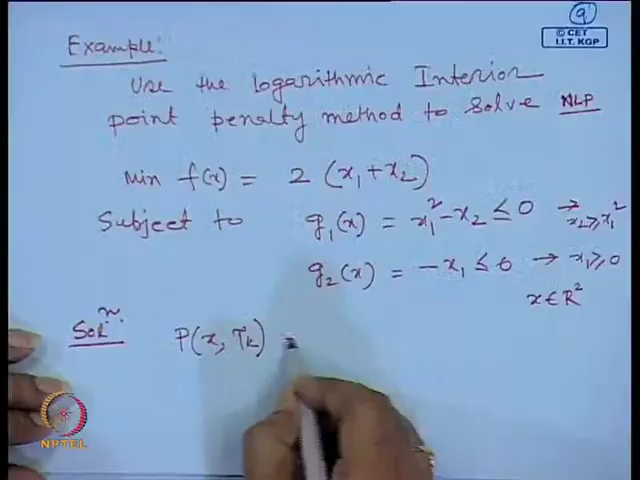 9
© CET
I.I.T. KGP
Example:
Use the logarithmic Interior
point penalty method to solve NLP
Min f(x) = 2 (x₁+x₂)
Subject to g₁(x) = x₁²-x₂ ≤ 0 → x₂≥x₁²
g₂(x) = -x₁ ≤ 0 → x₁≥0
x∈R²
Solⁿ. P(x, τₖ) =
NPTEL